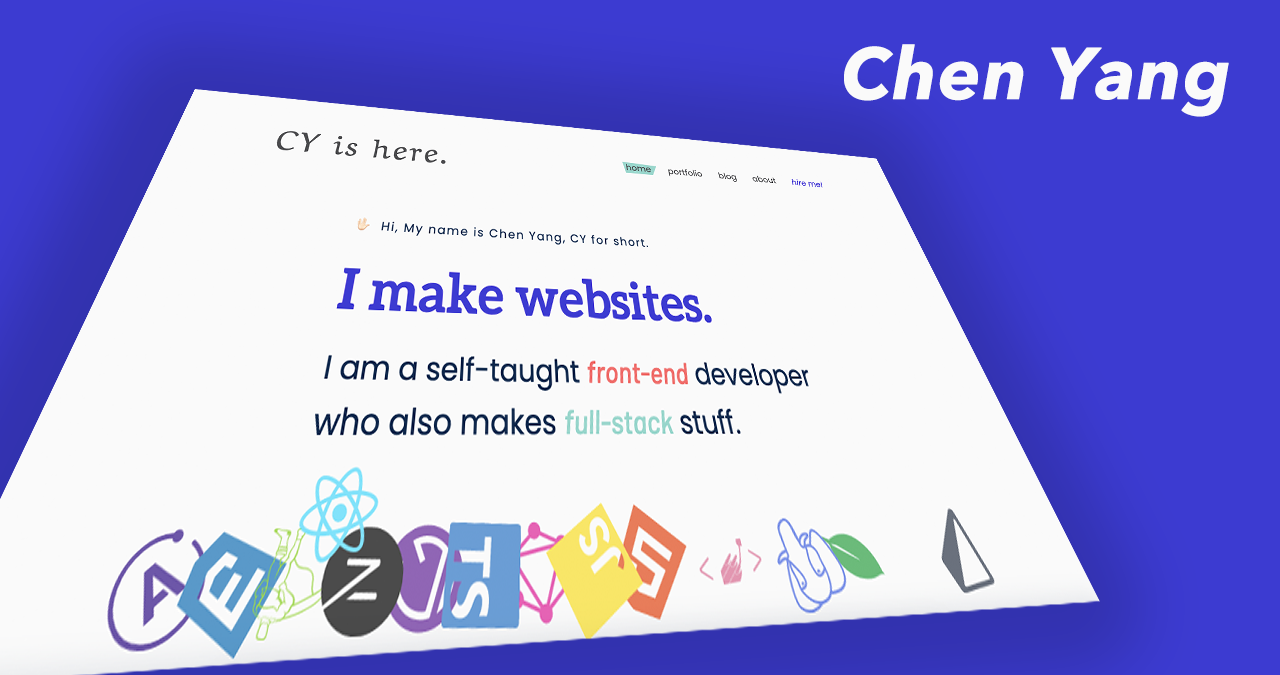 Chen Yang
CY is here.
home portfolio blog about hire me!
Hi, My name is Chen Yang, CY for short.
I make websites.
I am a self-taught front-end developer
who also makes full-stack stuff.
A
N
TS
JS
5